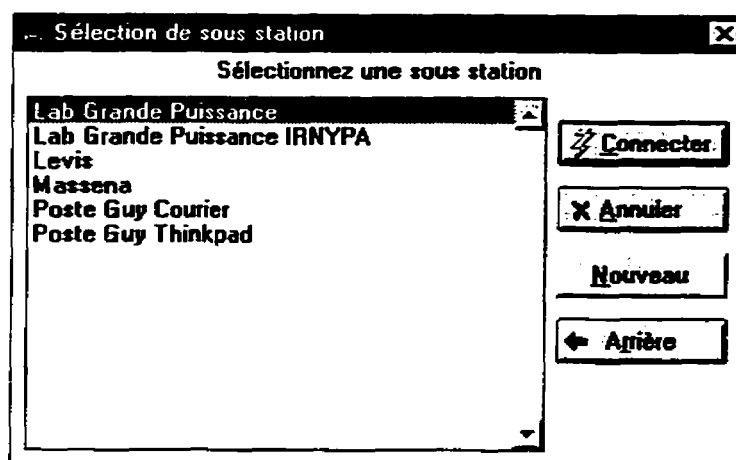 Sélection de sous station
Sélectionnez une sous station
Lab Grande Puissance
Lab Grande Puissance IRNYPA
Levis
Massena
Poste Guy Courier
Poste Guy Thinkpad
Connecter
Annuler
Nouveau
Arrière